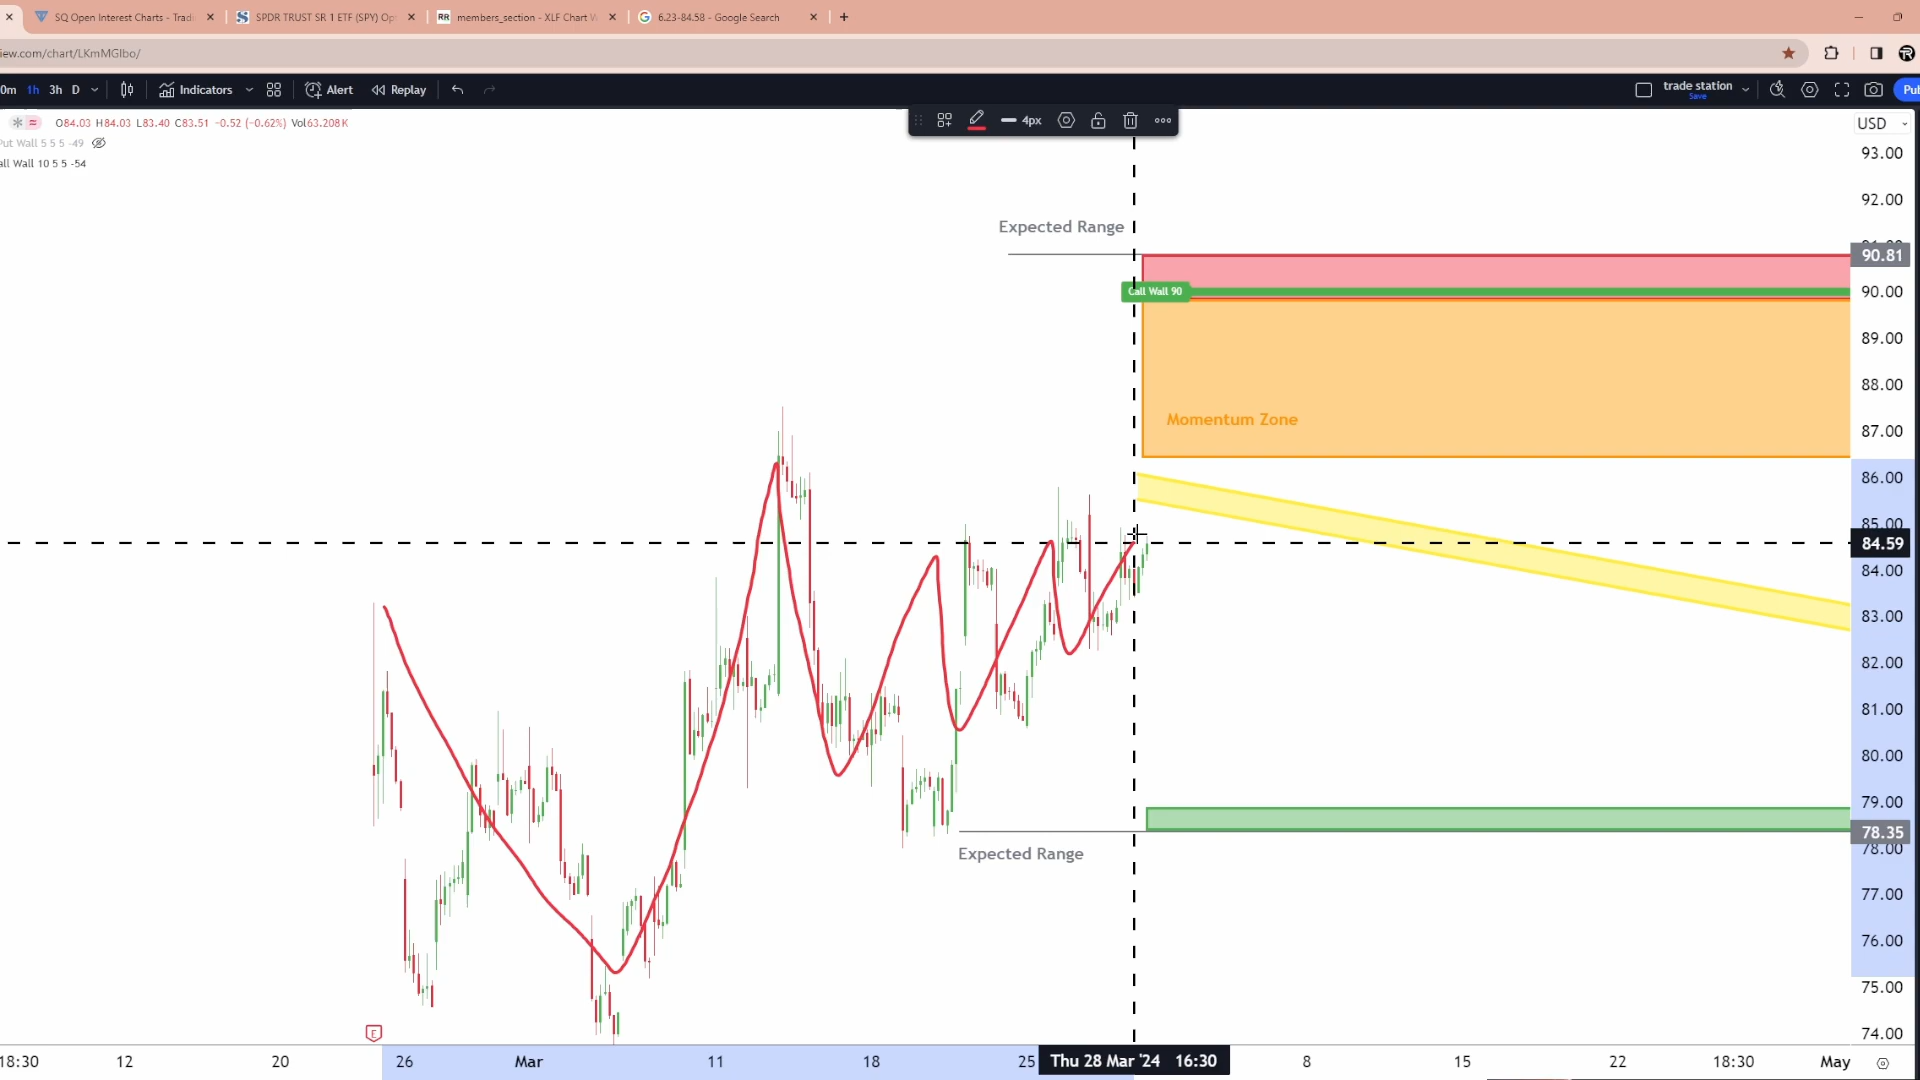 SQ Open Interest Charts - Tradi
SPDR TRUST SR 1 ETF (SPY) Op
members_section - XLF Chart
6.23-84.58 - Google Search
iew.com/chart/LKmMGlbo/
0m 1h 3h D Indicators Alert Replay
trade station
Save
Pub
4px
O84.03 H84.03 L83.40 C83.51 -0.52 (-0.62%) Vol63.208K
Put Wall 5 5 5 -49
all Wall 10 5 5 -54
USD
93.00
92.00
Expected Range
90.81
Call Wall 90
90.00
89.00
88.00
Momentum Zone
87.00
86.00
85.00
84.59
84.00
83.00
82.00
81.00
80.00
79.00
78.35
78.00
Expected Range
77.00
76.00
75.00
E
74.00
18:30 12 20 26 Mar 11 18 25 Thu 28 Mar '24 16:30 8 15 22 18:30 May